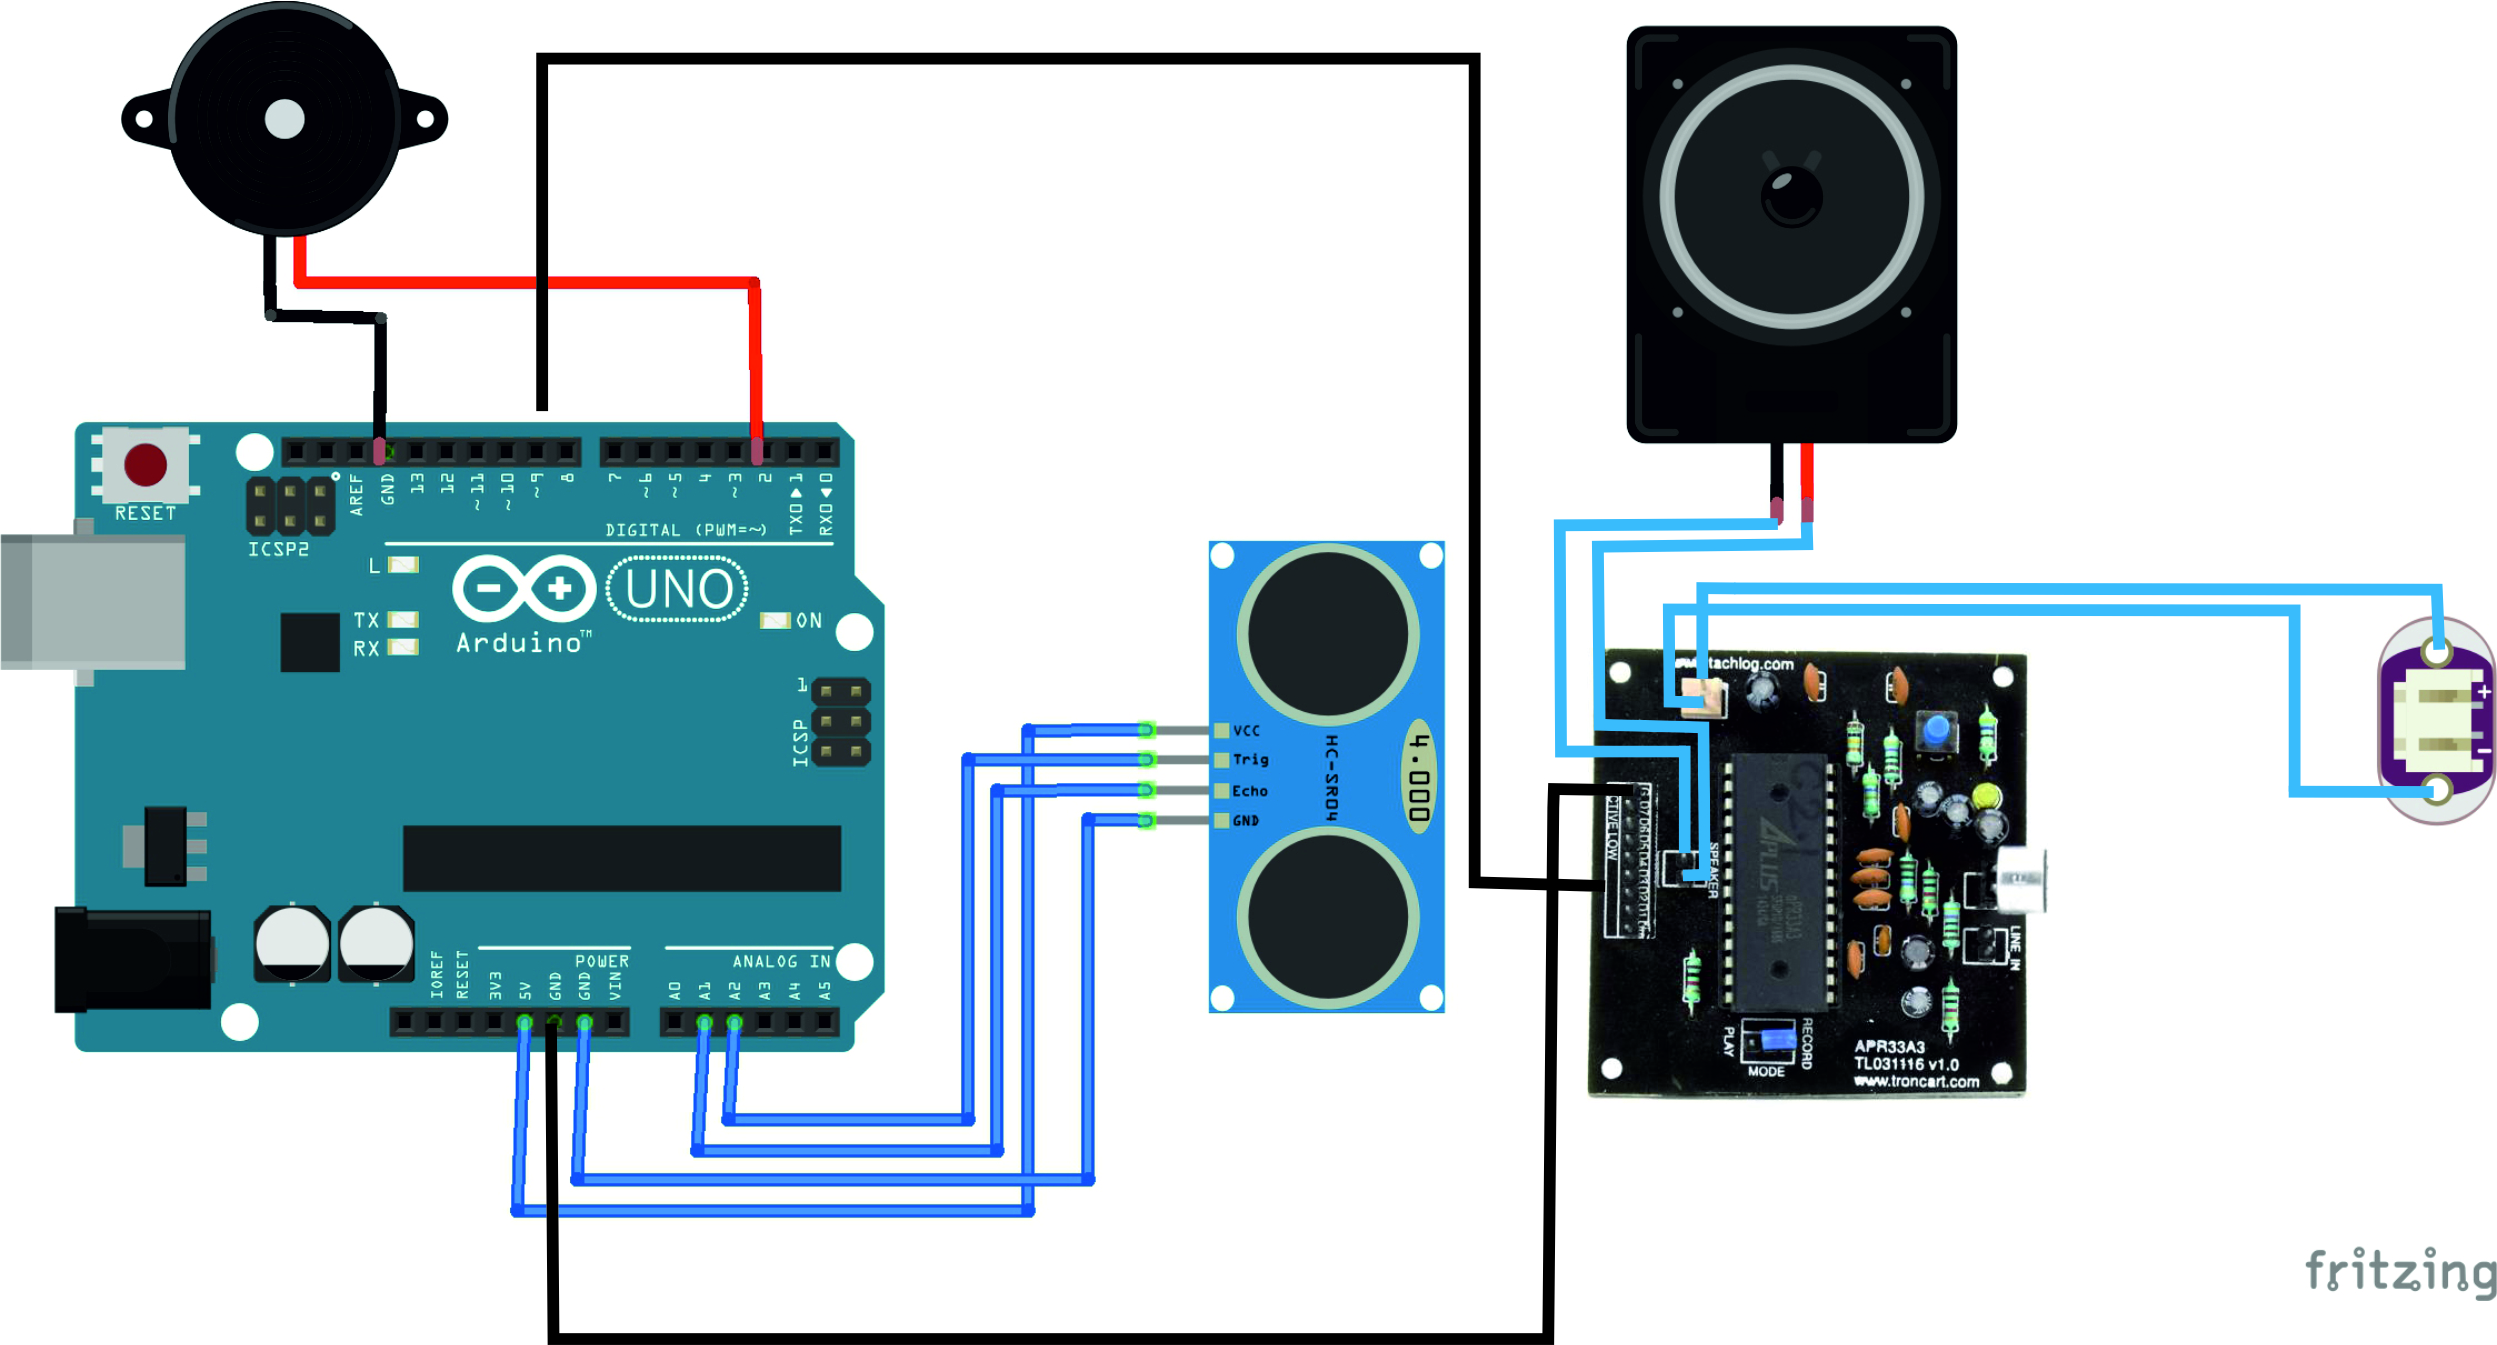 RESET
ICSP2
AREF
GND
13
12
~11
~10
~9
8
7
~6
~5
4
~3
2
TX0▶1
RX0◀0
DIGITAL (PWM=~)
L
TX
RX
UNO
Arduino™
ON
1
ICSP
IOREF
RESET
3V3
5V
GND
GND
VIN
POWER
ANALOG IN
A0
A1
A2
A3
A4
A5
VCC
Trig
Echo
GND
HC-SR04
4.000
tachlog.com
SPEAKER
APLUS
LINE IN
PLAY
RECORD
MODE
APR33A3
TL031116 v1.0
www.troncart.com
+
-
fritzing